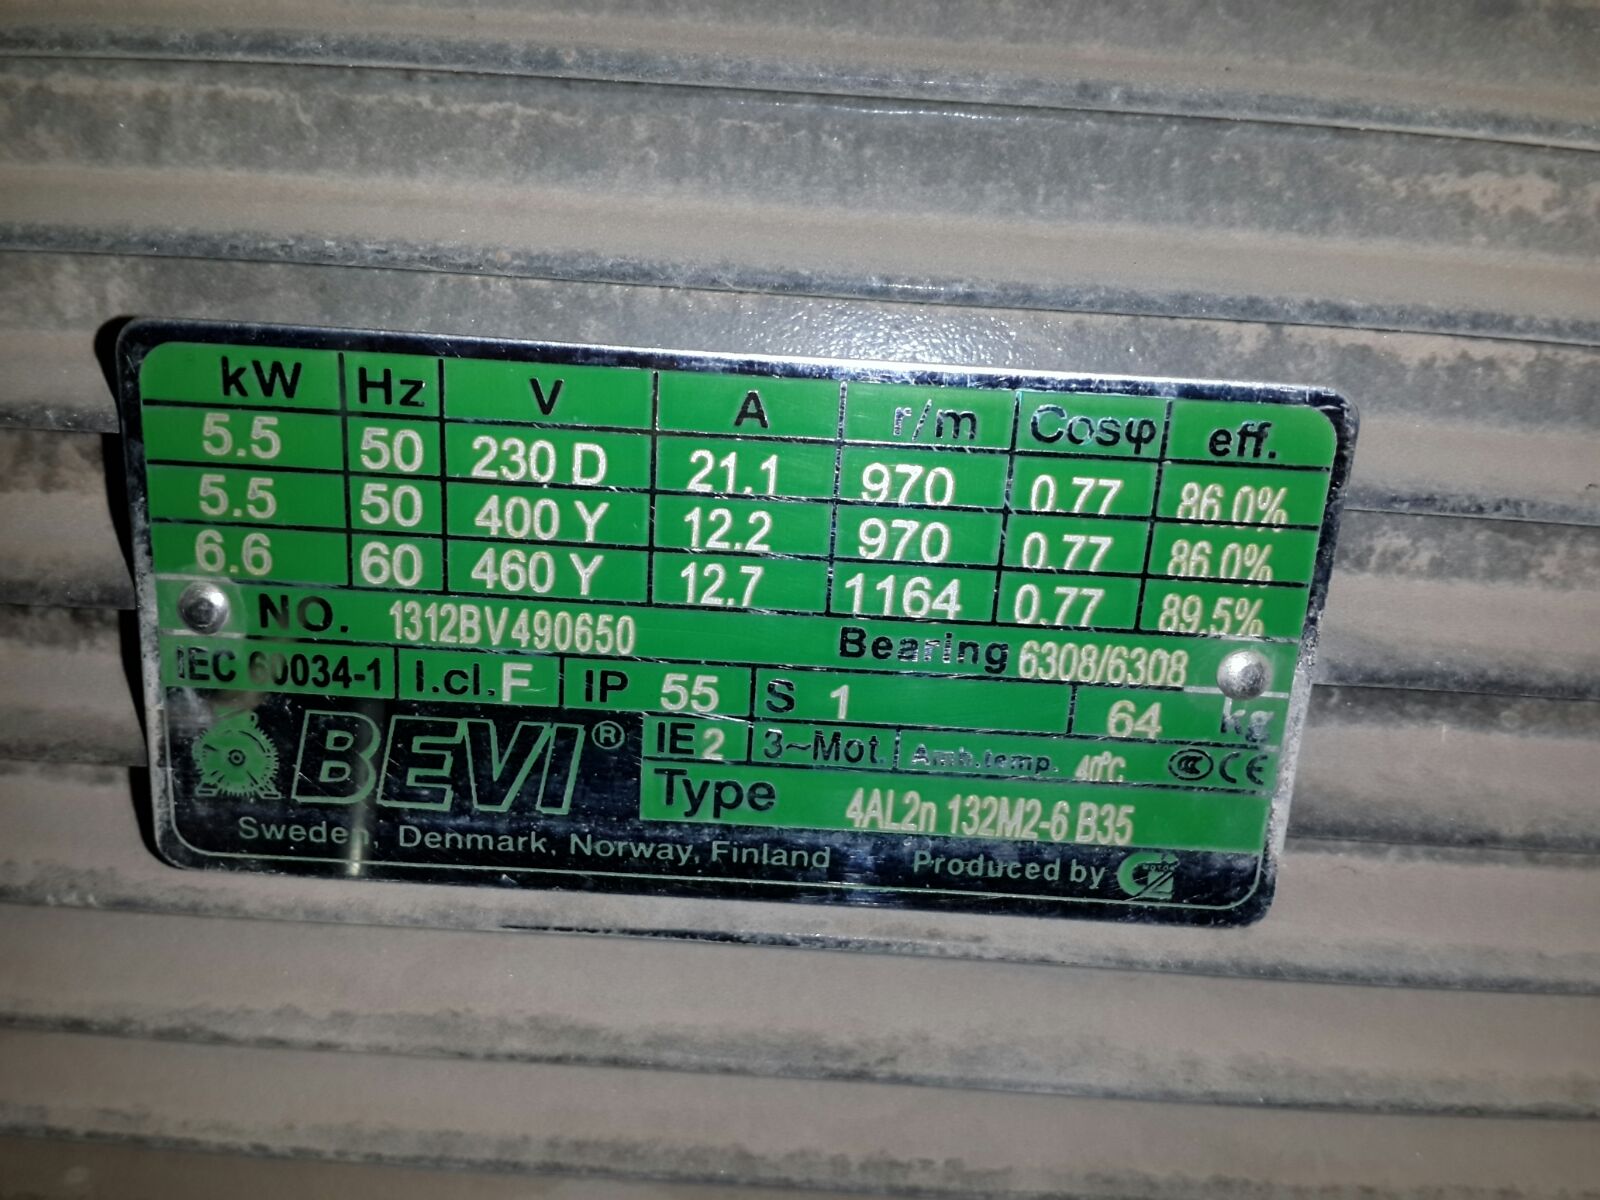 kW Hz V A r/m Cosφ eff.
5.5 50 230 D 21.1 970 0.77 86.0%
5.5 50 400 Y 12.2 970 0.77 86.0%
6.6 60 460 Y 12.7 1164 0.77 89.5%
NO. 1312BV490650 Bearing 6308/6308
IEC 60034-1 I.cl. F IP 55 S 1 64 kg
BEVI® IE2 3~Mot. Amb.temp. 40°C CCC CE
Type 4AL2n 132M2-6 B35
Sweden, Denmark, Norway, Finland Produced by